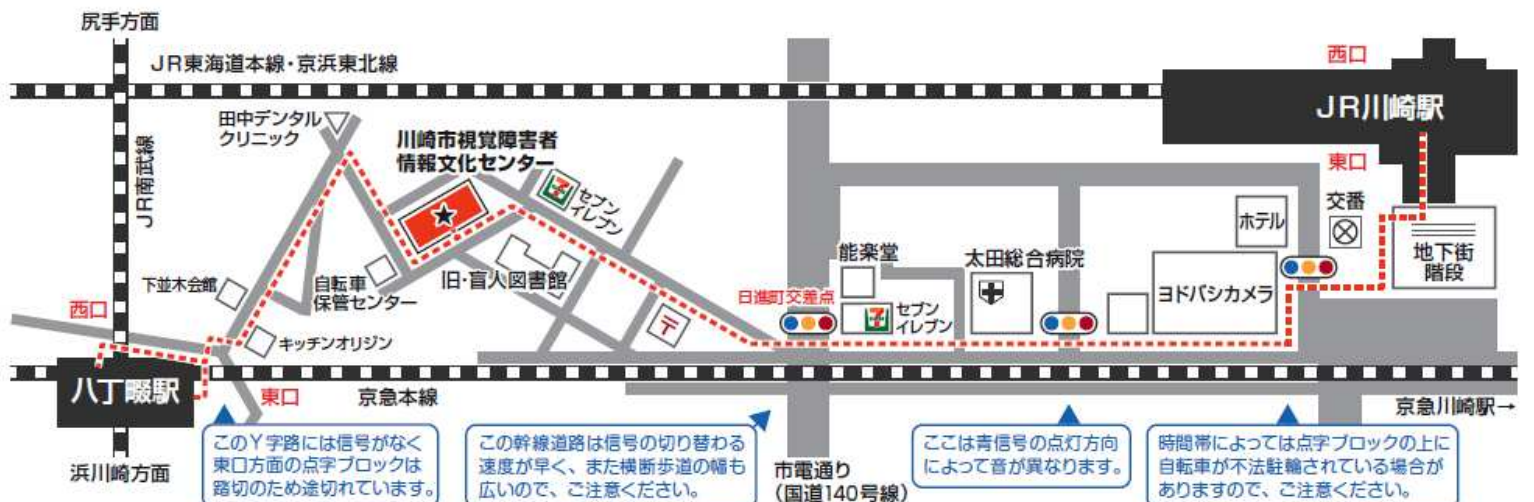 尻手方面
JR東海道本線・京浜東北線
西口
JR川崎駅
田中デンタル
クリニック
川崎市視覚障害者
情報文化センター
JR南武線
セブン
イレブン
東口
交番
ホテル
地下街
階段
能楽堂
太田総合病院
ヨドバシカメラ
下並木会館
自転車
保管センター
旧・盲人図書館
日進町交差点
セブン
イレブン
西口
キッチンオリジン
八丁畷駅
東口
京急本線
京急川崎駅→
浜川崎方面
このY字路には信号がなく
東口方面の点字ブロックは
踏切のため途切れています。
この幹線道路は信号の切り替わる
速度が早く、また横断歩道の幅も
広いので、ご注意ください。
市電通り
(国道140号線)
ここは青信号の点灯方向
によって音が異なります。
時間帯によっては点字ブロックの上に
自転車が不法駐輪されている場合が
ありますので、ご注意ください。